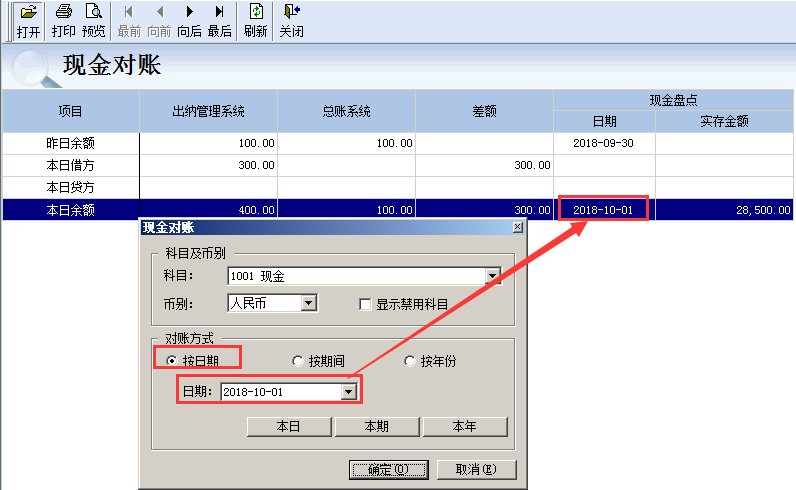 打开 打印 预览 最前 向前 向后 最后 刷新 关闭
现金对账
项目 出纳管理系统 总账系统 差额 现金盘点
日期 实存金额
昨日余额 100.00 100.00 2018-09-30
本日借方 300.00 300.00
本日贷方
本日余额 400.00 100.00 300.00 2018-10-01 28,500.00
现金对账
科目及币别
科目: 1001 现金
币别: 人民币 显示禁用科目
对账方式
按日期 按期间 按年份
日期: 2018-10-01
本日 本期 本年
确定(O) 取消(E)